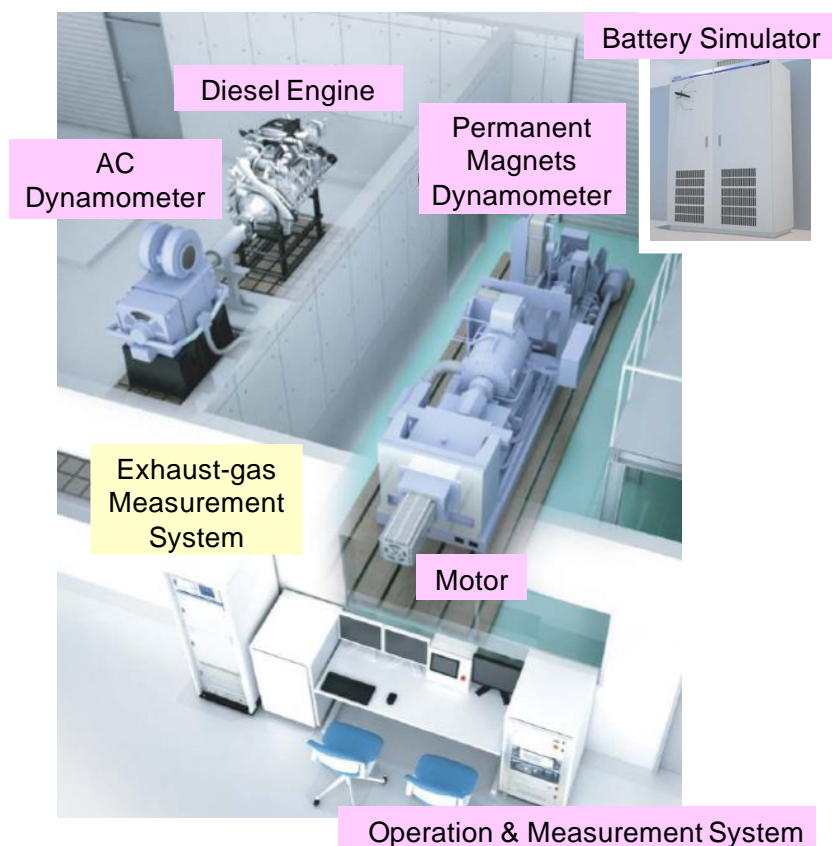 Battery Simulator
Diesel Engine
Permanent
Magnets
Dynamometer
AC
Dynamometer
Exhaust-gas
Measurement
System
Motor
Operation & Measurement System